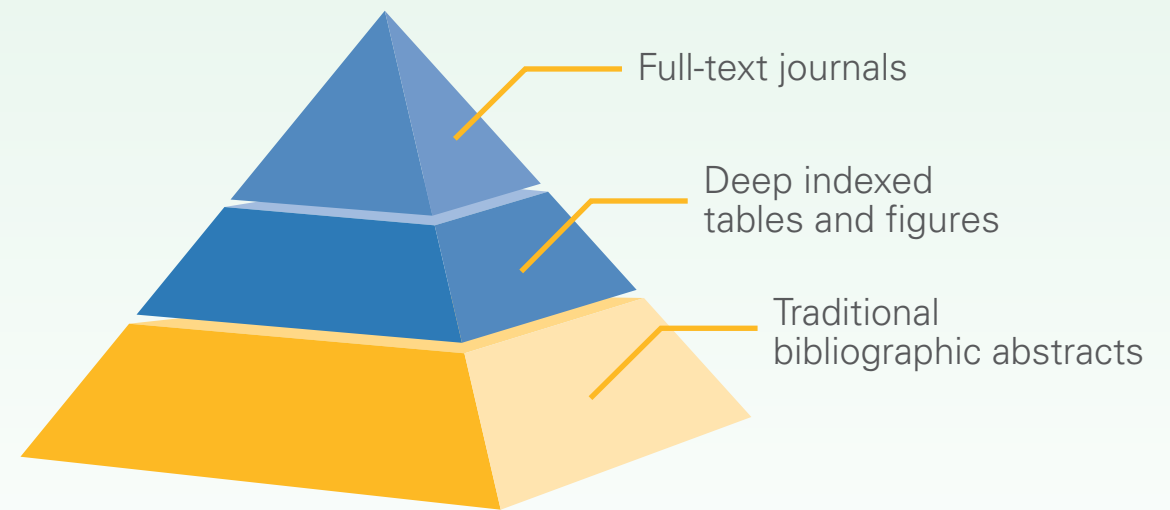 Full-text journals
Deep indexed
tables and figures
Traditional
bibliographic abstracts